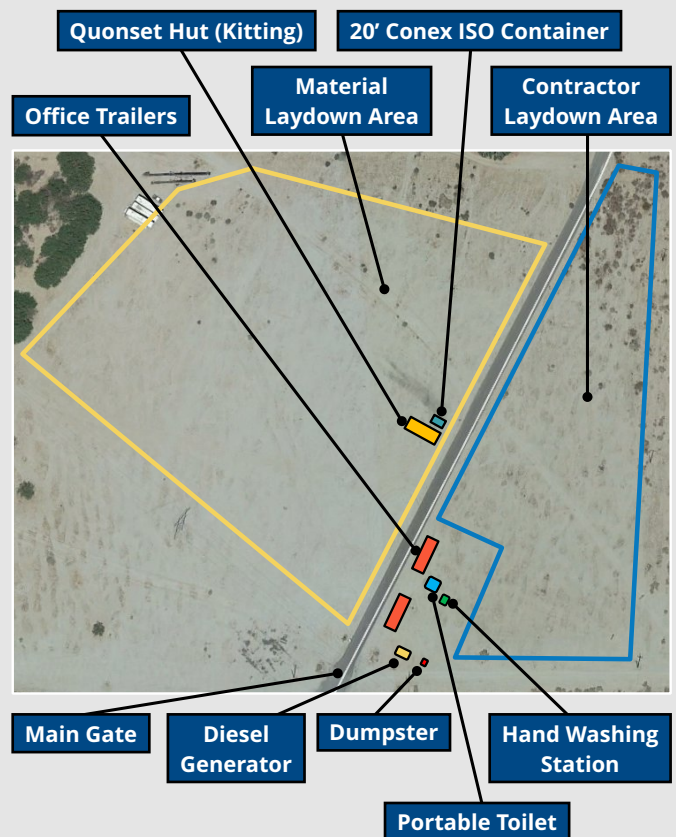 Quonset Hut (Kitting)
20’ Conex ISO Container
Office Trailers
Material
Laydown Area
Contractor
Laydown Area
Main Gate
Diesel
Generator
Dumpster
Hand Washing
Station
Portable Toilet